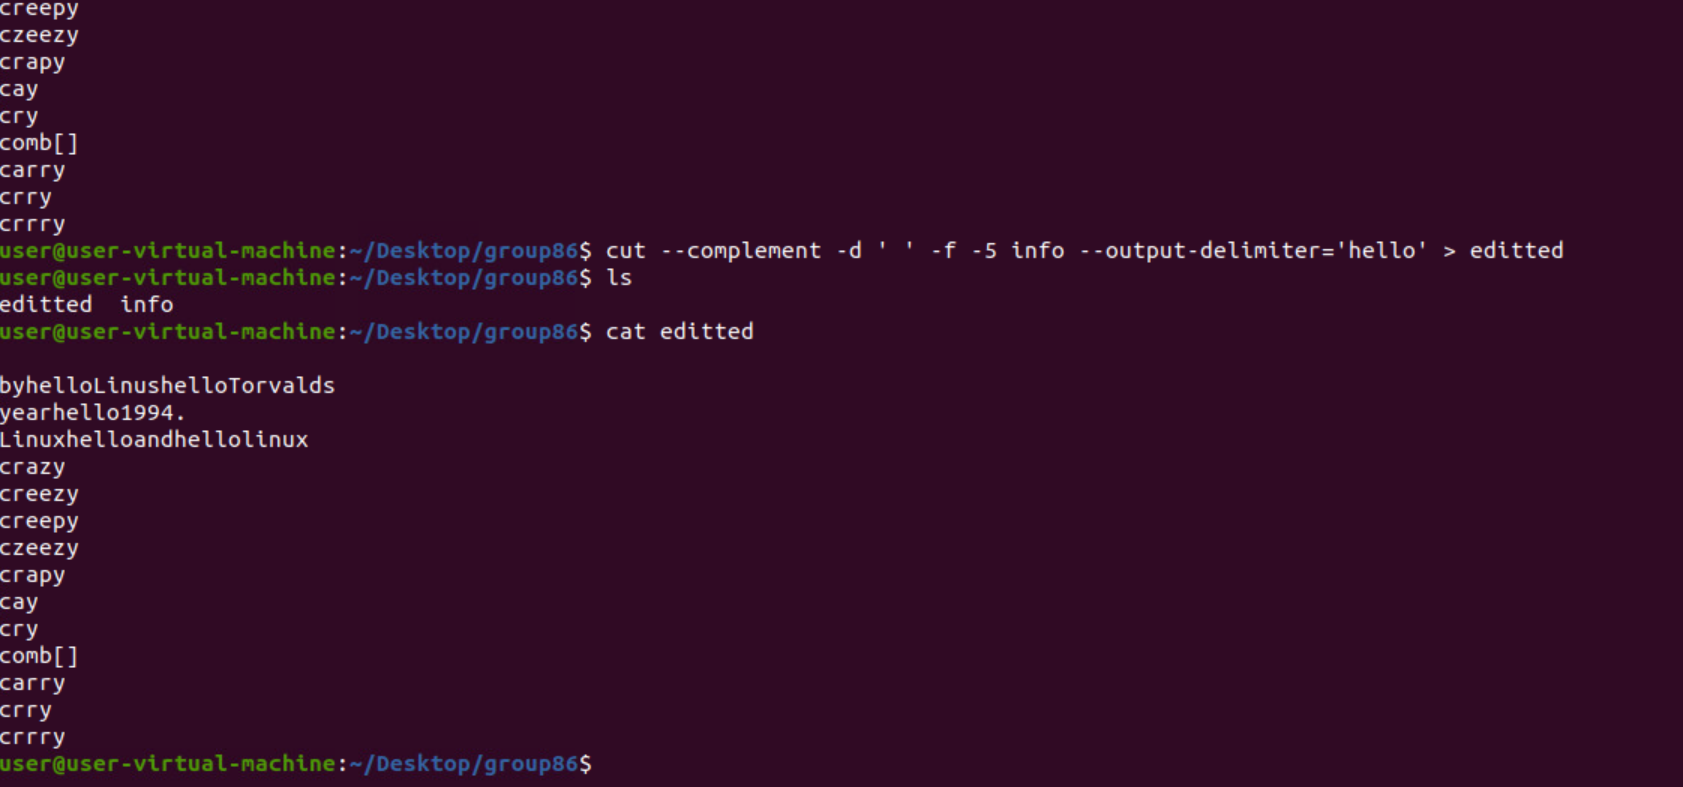 creepy
czeezy
crapy
cay
cry
comb[]
carry
crry
crrry
user@user-virtual-machine:~/Desktop/group86$ cut --complement -d ' ' -f -5 info --output-delimiter='hello' > editted
user@user-virtual-machine:~/Desktop/group86$ ls
editted  info
user@user-virtual-machine:~/Desktop/group86$ cat editted

byhelloLinushelloTorvalds
yearhello1994.
Linuxhelloandhellolinux
crazy
creezy
creepy
czeezy
crapy
cay
cry
comb[]
carry
crry
crrry
user@user-virtual-machine:~/Desktop/group86$